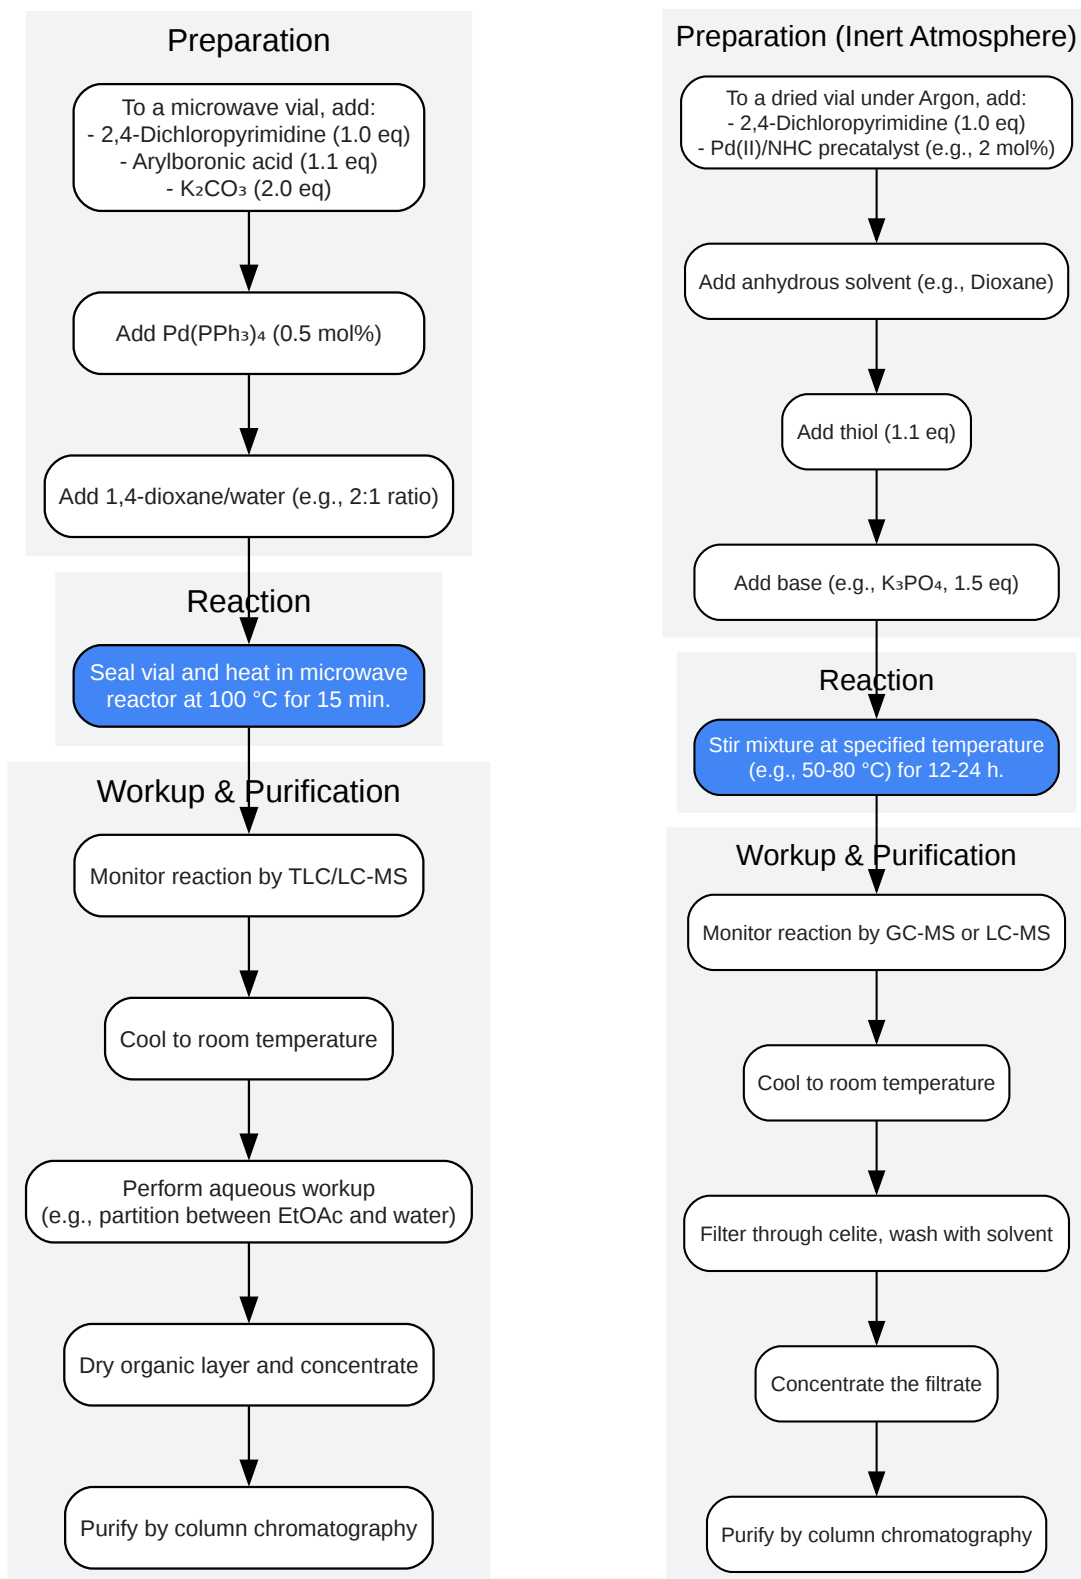 Preparation
To a microwave vial, add:
- 2,4-Dichloropyrimidine (1.0 eq)
- Arylboronic acid (1.1 eq)
- K₂CO₃ (2.0 eq)
Add Pd(PPh₃)₄ (0.5 mol%)
Add 1,4-dioxane/water (e.g., 2:1 ratio)
Reaction
Seal vial and heat in microwave
reactor at 100 °C for 15 min.
Workup & Purification
Monitor reaction by TLC/LC-MS
Cool to room temperature
Perform aqueous workup
(e.g., partition between EtOAc and water)
Dry organic layer and concentrate
Purify by column chromatography
Preparation (Inert Atmosphere)
To a dried vial under Argon, add:
- 2,4-Dichloropyrimidine (1.0 eq)
- Pd(II)/NHC precatalyst (e.g., 2 mol%)
Add anhydrous solvent (e.g., Dioxane)
Add thiol (1.1 eq)
Add base (e.g., K₃PO₄, 1.5 eq)
Reaction
Stir mixture at specified temperature
(e.g., 50-80 °C) for 12-24 h.
Workup & Purification
Monitor reaction by GC-MS or LC-MS
Cool to room temperature
Filter through celite, wash with solvent
Concentrate the filtrate
Purify by column chromatography